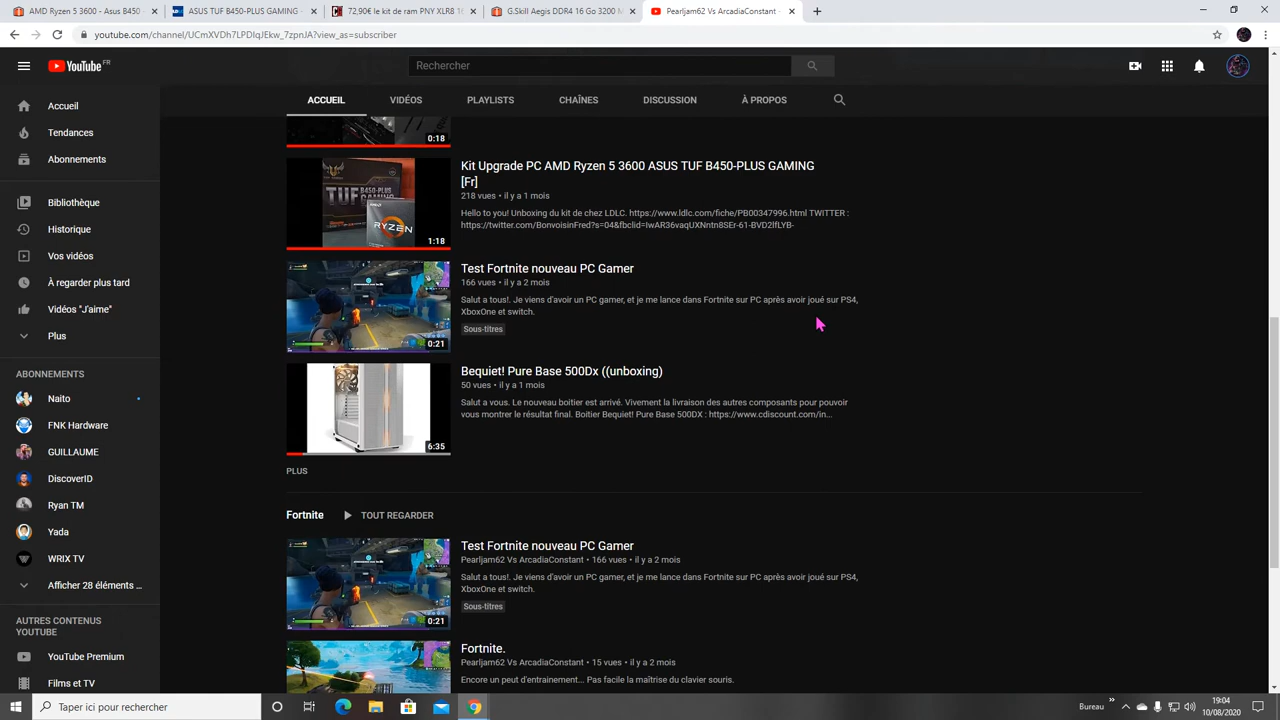 AMD Ryzen 5 3600 - Asus B450
ASUS TUF B450-PLUS GAMING -
72,90€ le kit de ram PNY XLR8 16
G.Skill Aegis DDR4 16 Go 3200 M
Pearljam62 Vs ArcadiaConstant -
youtube.com/channel/UCmXVDh7LPDIqJEkw_7zpnJA?view_as=subscriber
YouTube FR
Rechercher
ACCUEIL
VIDÉOS
PLAYLISTS
CHAÎNES
DISCUSSION
À PROPOS
Accueil
Tendances
Abonnements
Bibliothèque
Historique
Vos vidéos
À regarder plus tard
Vidéos "J'aime"
Plus
ABONNEMENTS
Naito
FNK Hardware
GUILLAUME
DiscoverID
Ryan TM
Yada
WRIX TV
Afficher 28 éléments ...
AUTRES CONTENUS
YOUTUBE
YouTube Premium
Films et TV
0:18
TUF B450-PLUS
GAMING
RYZEN
1:18
Kit Upgrade PC AMD Ryzen 5 3600 ASUS TUF B450-PLUS GAMING
[Fr]
218 vues • il y a 1 mois
Hello to you! Unboxing du kit de chez LDLC. https://www.ldlc.com/fiche/PB00347996.html TWITTER :
https://twitter.com/BonvoisinFred?s=04&fbclid=IwAR36vaqUXNntn8SEr-61-BVD2lfLYB-
0:21
Test Fortnite nouveau PC Gamer
166 vues • il y a 2 mois
Salut a tous!. Je viens d'avoir un PC gamer, et je me lance dans Fortnite sur PC après avoir joué sur PS4,
XboxOne et switch.
Sous-titres
6:35
Bequiet! Pure Base 500Dx ((unboxing)
50 vues • il y a 1 mois
Salut a vous. Le nouveau boitier est arrivé. Vivement la livraison des autres composants pour pouvoir
vous montrer le résultat final. Boitier Bequiet! Pure Base 500DX : https://www.cdiscount.com/in...
PLUS
Fortnite
TOUT REGARDER
0:21
Test Fortnite nouveau PC Gamer
Pearljam62 Vs ArcadiaConstant • 166 vues • il y a 2 mois
Salut a tous!. Je viens d'avoir un PC gamer, et je me lance dans Fortnite sur PC après avoir joué sur PS4,
XboxOne et switch.
Sous-titres
Fortnite.
Pearljam62 Vs ArcadiaConstant • 15 vues • il y a 2 mois
Encore un peut d'entrainement... Pas facile la maîtrise du clavier souris.
Taper ici pour rechercher
Bureau
19:04
10/08/2020